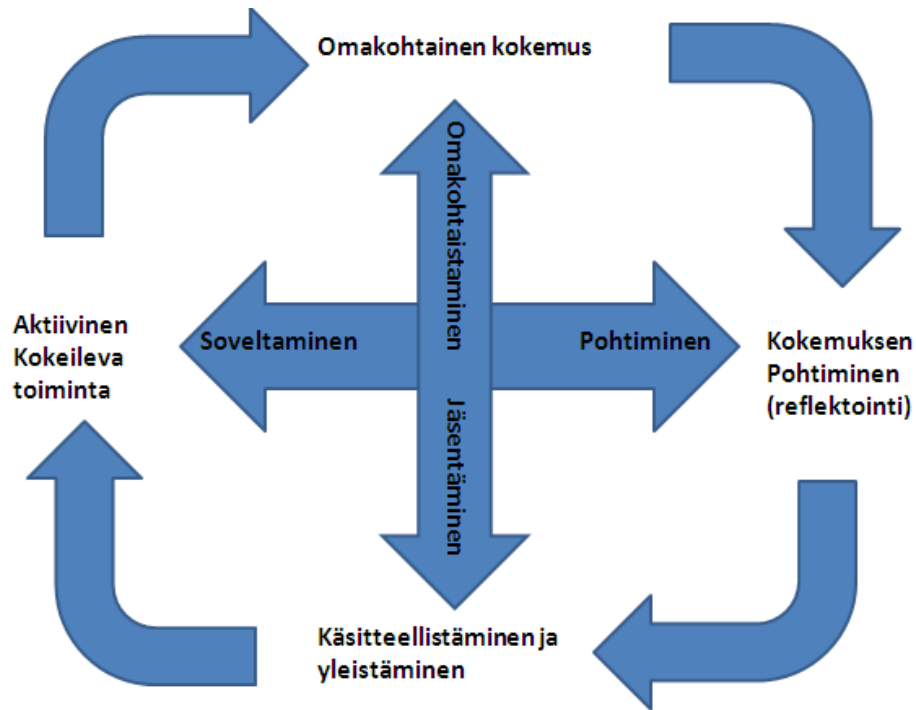 Omakohtainen kokemus
Omakohtaistaminen
Aktiivinen
Kokeileva
toiminta
Soveltaminen
Pohtiminen
Kokemuksen
Pohtiminen
(reflektointi)
Jäsentäminen
Käsitteellistäminen ja
yleistäminen